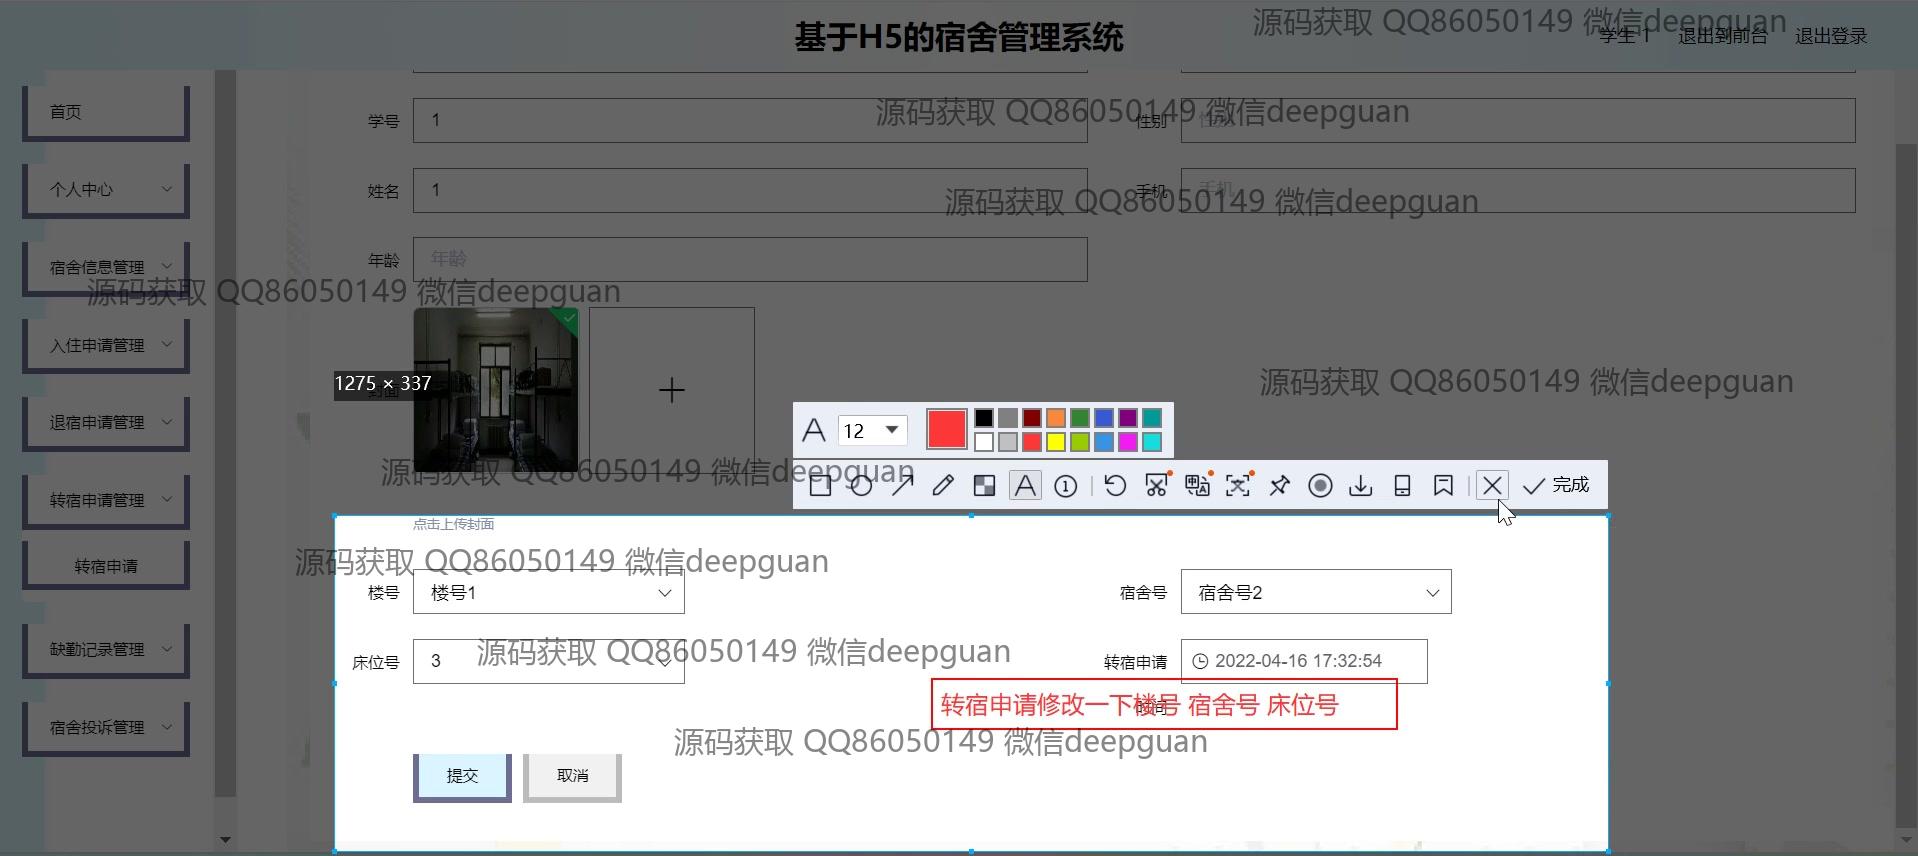 基于H5的宿舍管理系统
源码获取 QQ86050149 微信deepguan
学生 1 退出到前台 退出登录
首页
学号 1
源码获取 QQ86050149 微信deepguan
性别 性别
个人中心
姓名 1
手机 手机
源码获取 QQ86050149 微信deepguan
宿舍信息管理
年龄 年龄
源码获取 QQ86050149 微信deepguan
入住申请管理
1275 × 337
封面
源码获取 QQ86050149 微信deepguan
退宿申请管理
12
源码获取 QQ86050149 微信deepguan
转宿申请管理
完成
点击上传封面
转宿申请
源码获取 QQ86050149 微信deepguan
楼号 楼号1
宿舍号 宿舍号2
缺勤记录管理
床位号 3
源码获取 QQ86050149 微信deepguan
转宿申请 2022-04-16 17:32:54
时间
转宿申请修改一下楼号 宿舍号 床位号
宿舍投诉管理
源码获取 QQ86050149 微信deepguan
提交 取消